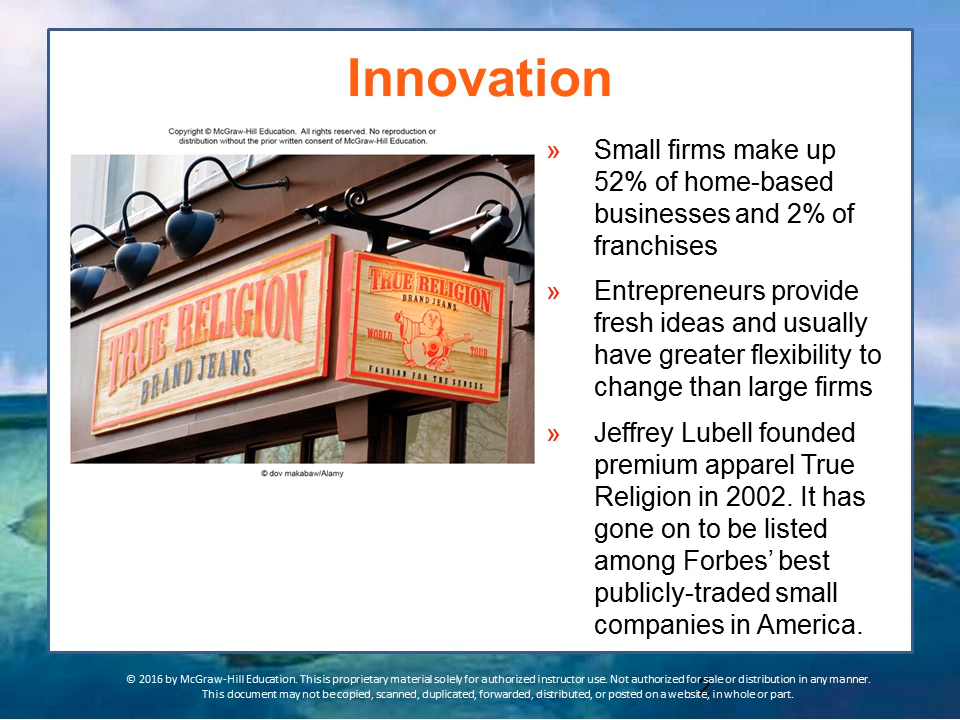 Innovation
Copyright © McGraw-Hill Education. All rights reserved. No reproduction or
distribution without the prior written consent of McGraw-Hill Education.
TRUE RELIGION
BRAND JEANS.
TRUE RELIGION
BRAND JEANS.
WORLD TOUR
FASHION FOR THE SENSES
© dov makabaw/Alamy
» Small firms make up
52% of home-based
businesses and 2% of
franchises
» Entrepreneurs provide
fresh ideas and usually
have greater flexibility to
change than large firms
» Jeffrey Lubell founded
premium apparel True
Religion in 2002. It has
gone on to be listed
among Forbes’ best
publicly-traded small
companies in America.
© 2016 by McGraw-Hill Education. This is proprietary material solely for authorized instructor use. Not authorized for sale or distribution in any manner.
This document may not be copied, scanned, duplicated, forwarded, distributed, or posted on a website, in whole or part.